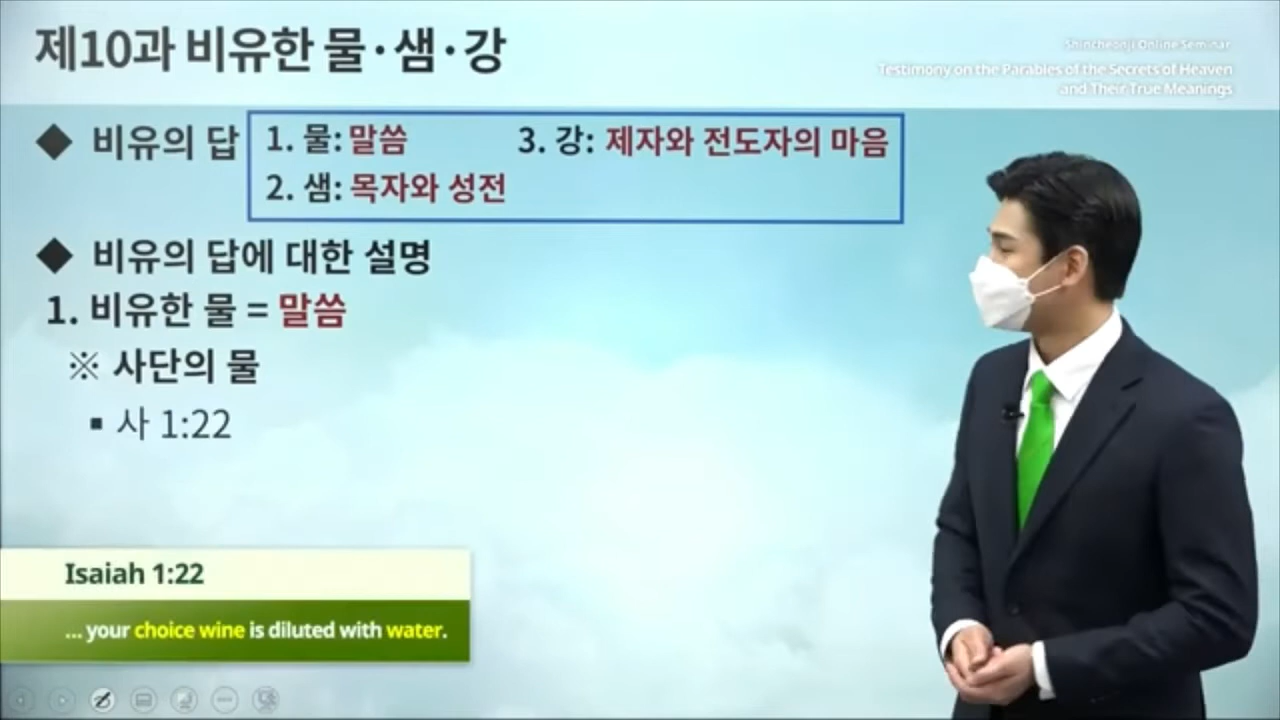 제10과 비유한 물·샘·강
Shincheonji Online Seminar
Testimony on the Parables of the Secrets of Heaven
and Their True Meanings
◆ 비유의 답
1. 물: 말씀
3. 강: 제자와 전도자의 마음
2. 샘: 목자와 성전
◆ 비유의 답에 대한 설명
1. 비유한 물 = 말씀
※ 사단의 물
▪ 사 1:22
Isaiah 1:22
... your choice wine is diluted with water.